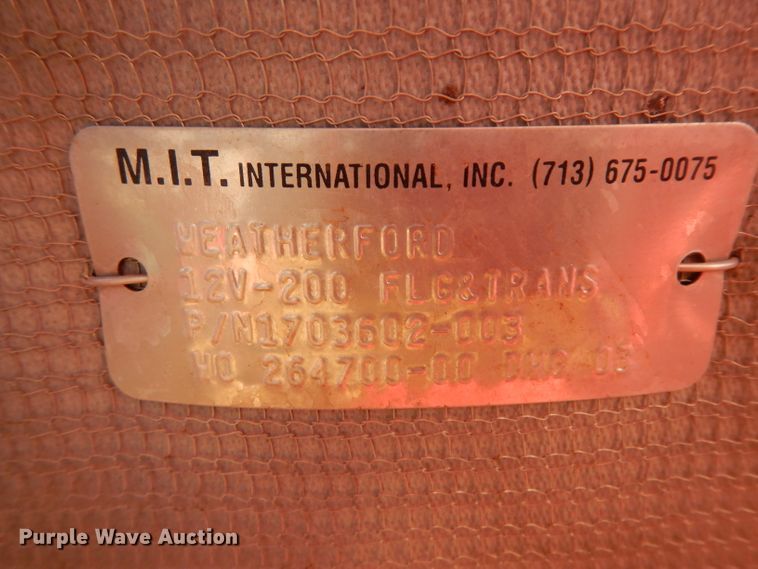 M.I.T. INTERNATIONAL, INC. (713) 675-0075
WEATHERFORD
12V-200 FLG&TRANS
P/N1703602-003
WO 264700-00
Purple Wave Auction